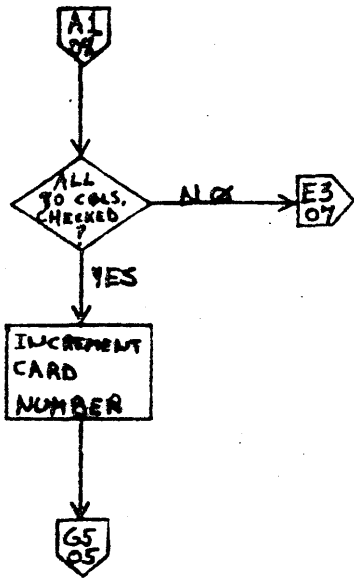 A1
ALL
80 COLS.
CHECKED
?
NO
E3
07
YES
INCREMENT
CARD
NUMBER
G5
05